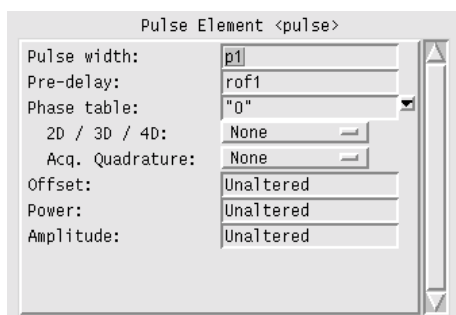 Pulse Element <pulse>
Pulse width: p1
Pre-delay: rof1
Phase table: "0"
2D / 3D / 4D: None
Acq. Quadrature: None
Offset: Unaltered
Power: Unaltered
Amplitude: Unaltered